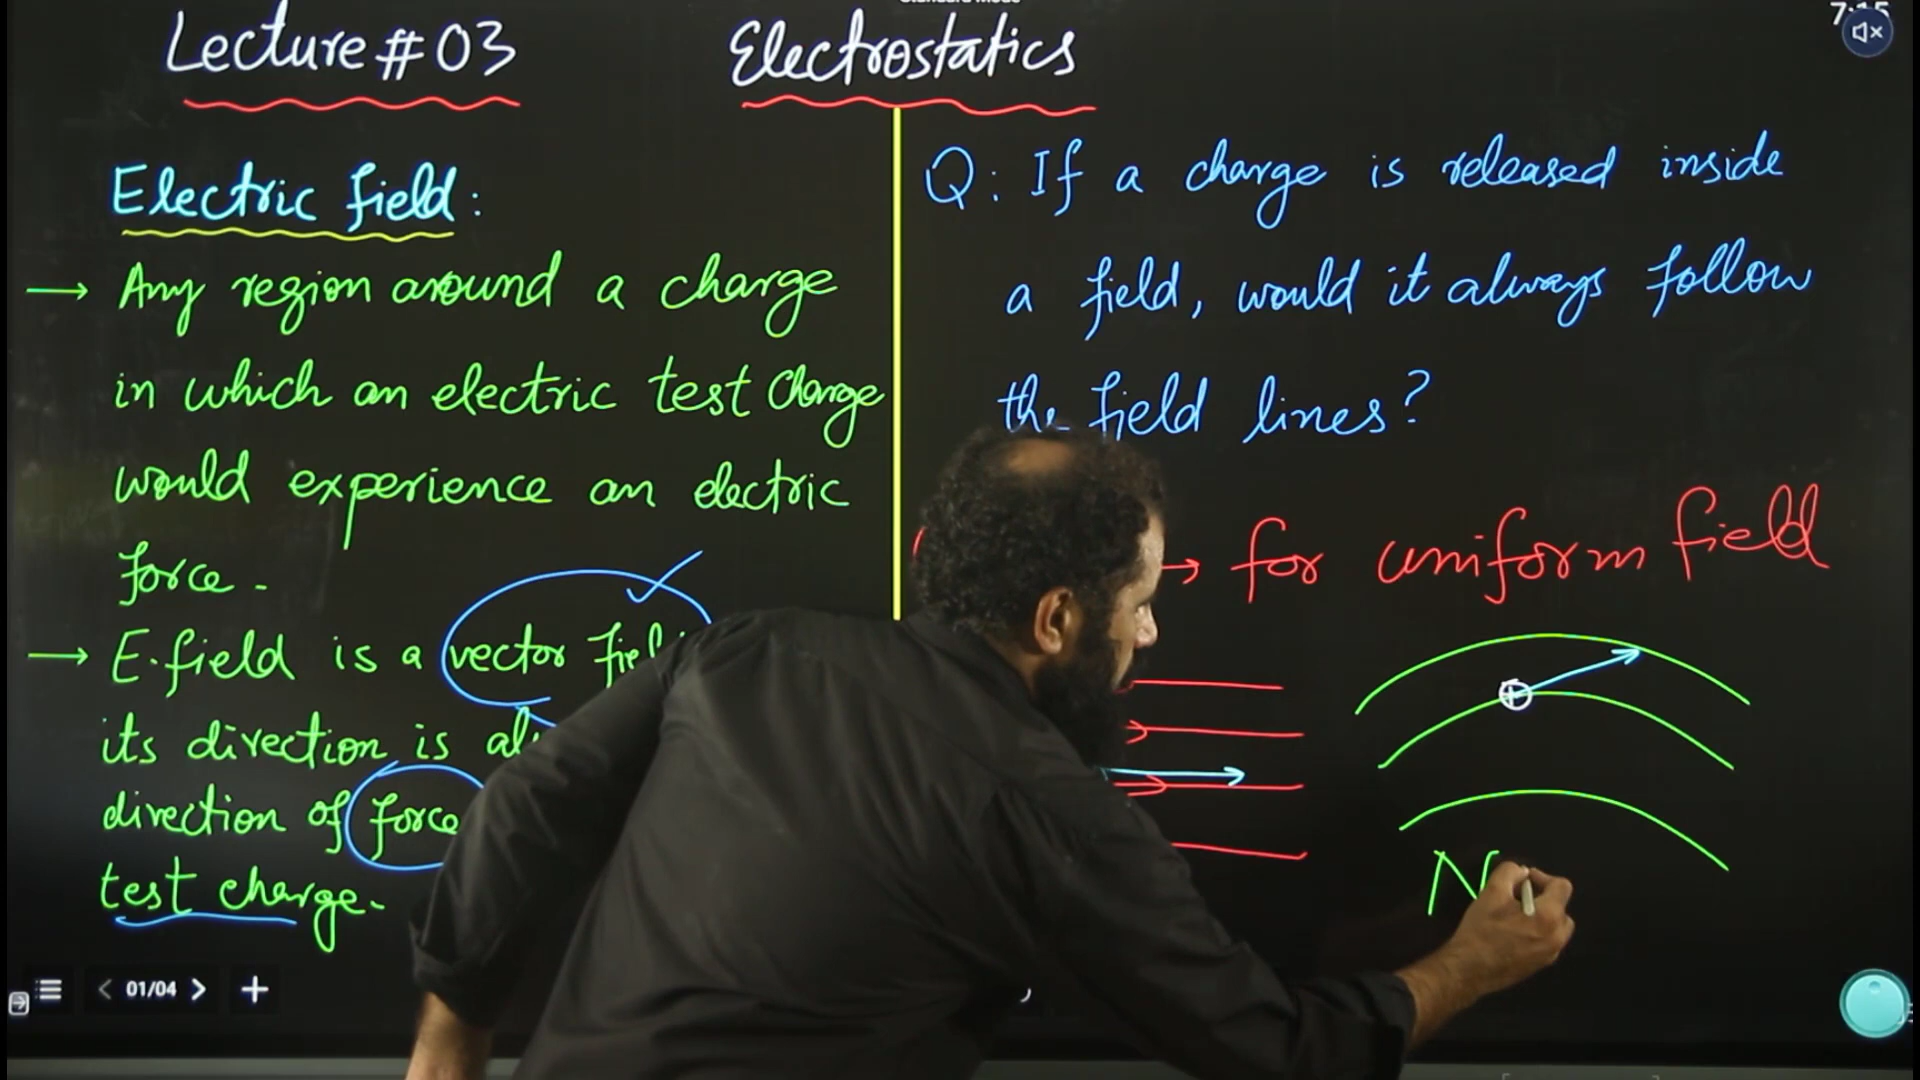 Lecture # 03
Electrostatics
7:15
Electric field:
→ Any region around a charge
in which an electric test charge
would experience an electric
force.
→ E.field is a vector
its direction is
direction of force
test charge.
Q: If a charge is released inside
a field, would it always follow
the field lines?
→ for uniform field
N
01/04